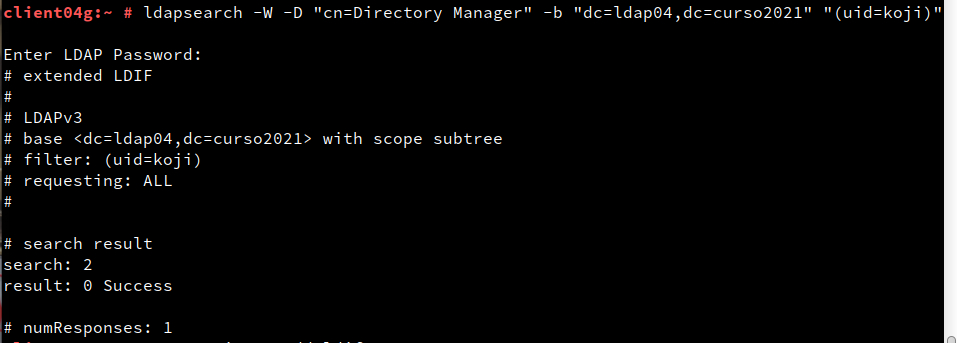 client04g:~ # ldapsearch -W -D "cn=Directory Manager" -b "dc=ldap04,dc=curso2021" "(uid=koji)"
Enter LDAP Password:
# extended LDIF
#
# LDAPv3
# base <dc=ldap04,dc=curso2021> with scope subtree
# filter: (uid=koji)
# requesting: ALL
#
# search result
search: 2
result: 0 Success
# numResponses: 1